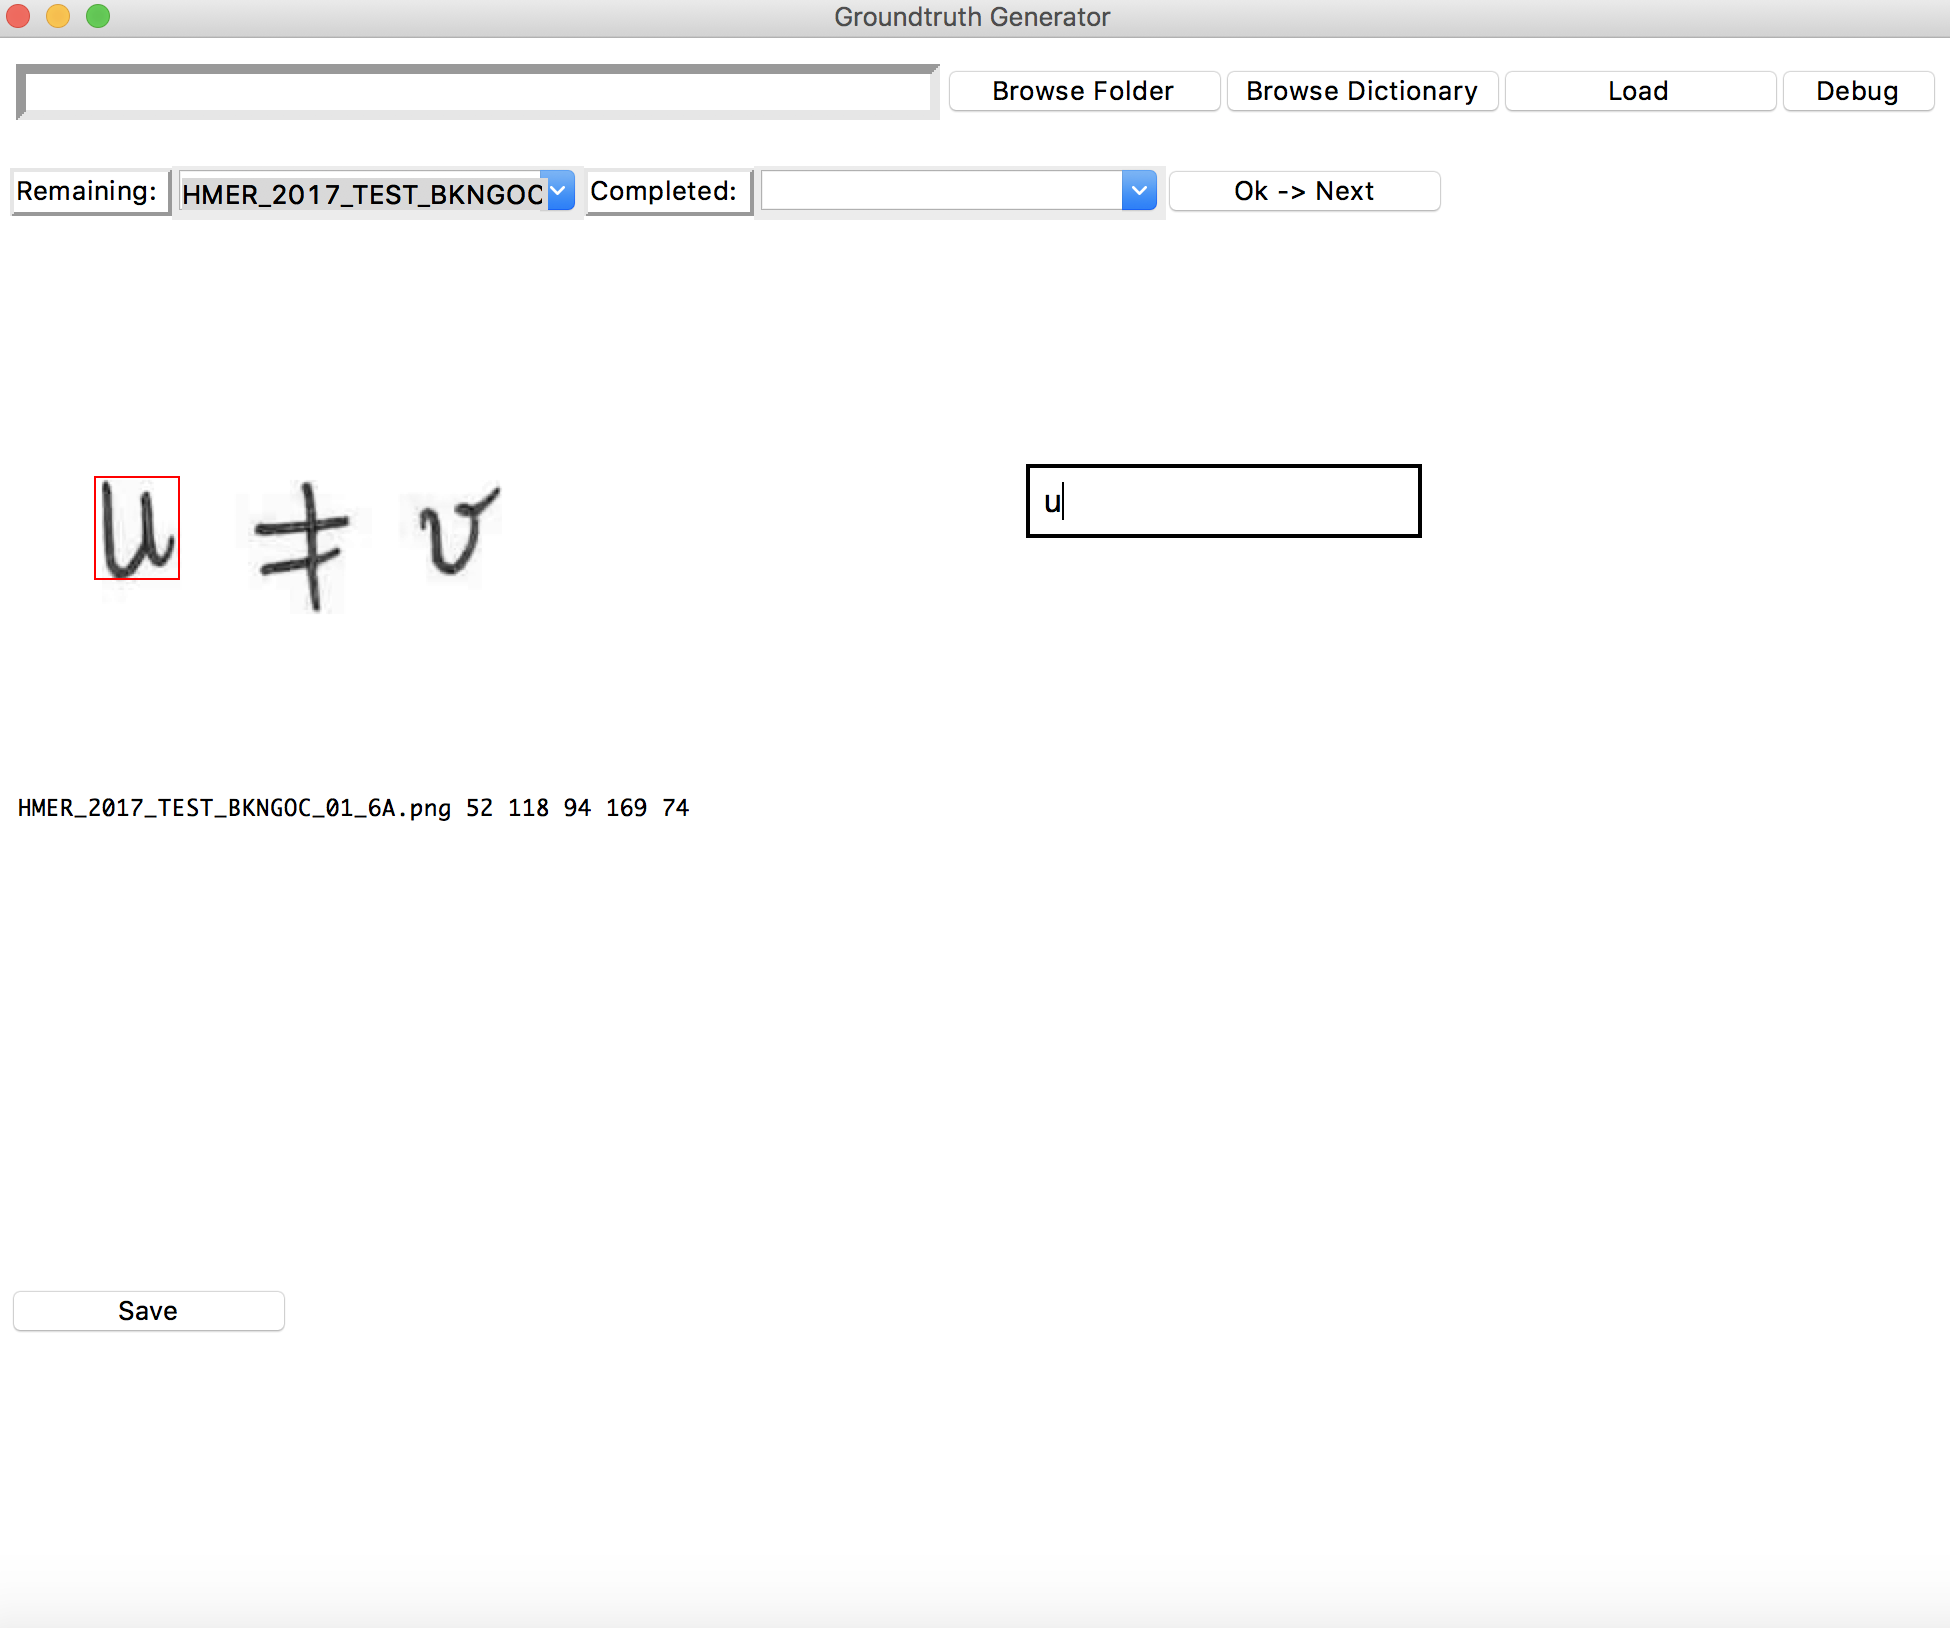 Groundtruth Generator
Browse Folder Browse Dictionary Load Debug
Remaining: HMER_2017_TEST_BKNGOC Completed: Ok -> Next
u ≠ v u
HMER_2017_TEST_BKNGOC_01_6A.png 52 118 94 169 74
Save